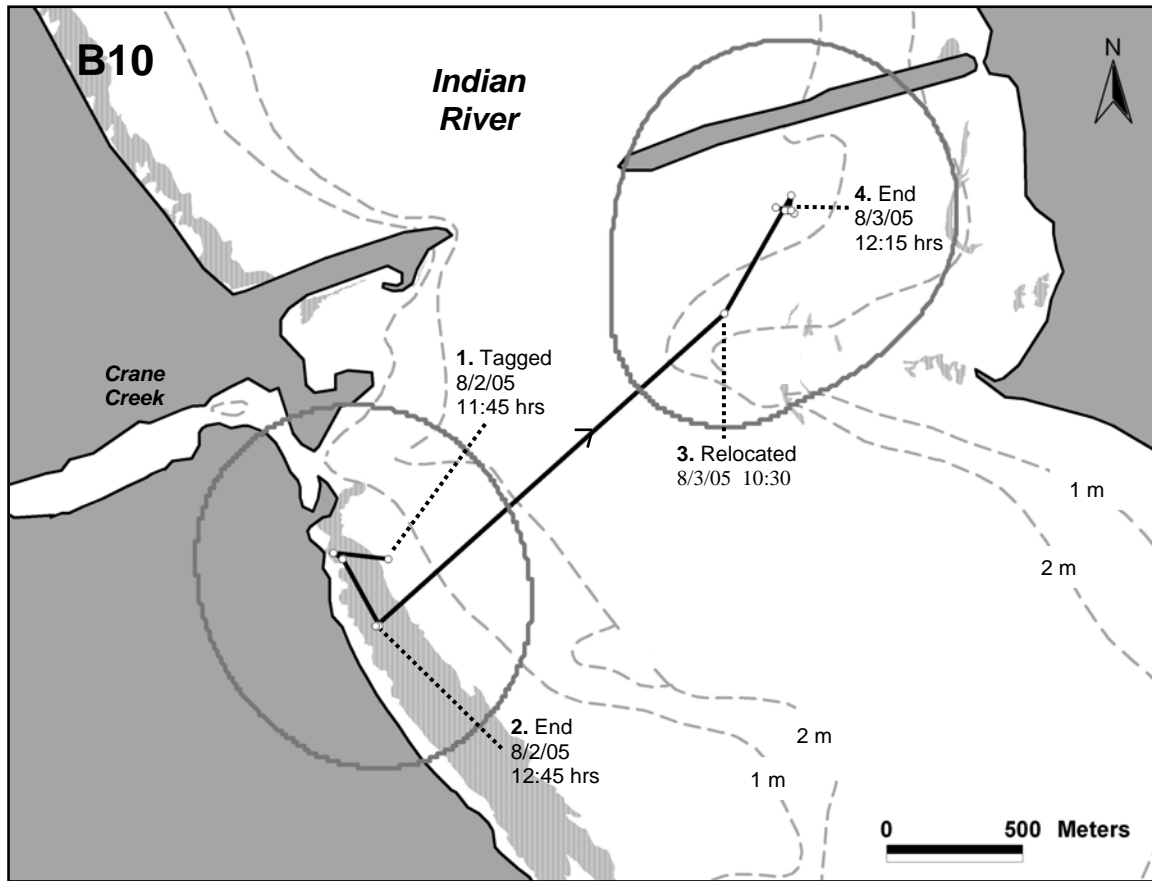 B10
Indian
River
N
4. End
8/3/05
12:15 hrs
1. Tagged
8/2/05
11:45 hrs
Crane
Creek
3. Relocated
8/3/05 10:30
1 m
2 m
2. End
8/2/05
12:45 hrs
2 m
1 m
0 500 Meters